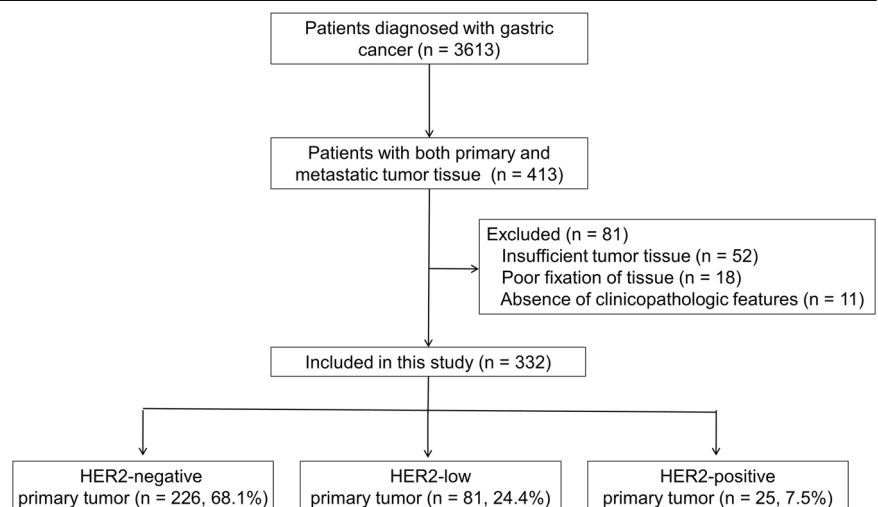 Patients diagnosed with gastric
cancer (n = 3613)
Patients with both primary and
metastatic tumor tissue (n = 413)
Excluded (n = 81)
Insufficient tumor tissue (n = 52)
Poor fixation of tissue (n = 18)
Absence of clinicopathologic features (n = 11)
Included in this study (n = 332)
HER2-negative
primary tumor (n = 226, 68.1%)
HER2-low
primary tumor (n = 81, 24.4%)
HER2-positive
primary tumor (n = 25, 7.5%)